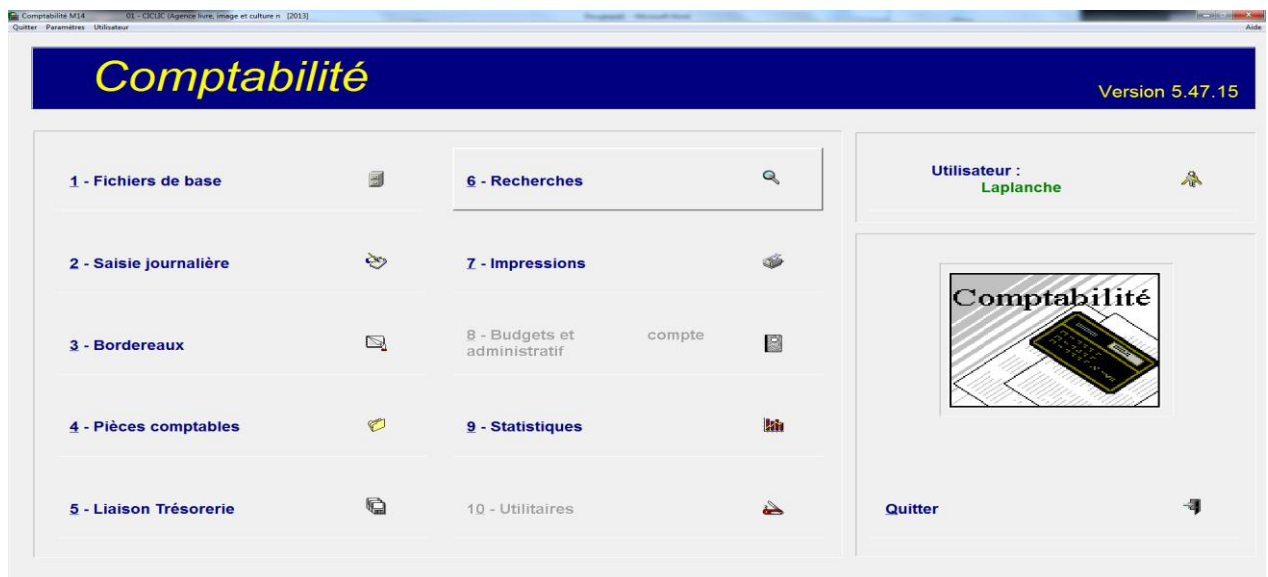 Comptabilité M14 01 - CICLIC (Agence livre, image et culture n [2013]
Quitter Paramètres Utilisateur Aide
Comptabilité
Version 5.47.15
1 - Fichiers de base
2 - Saisie journalière
3 - Bordereaux
4 - Pièces comptables
5 - Liaison Trésorerie
6 - Recherches
7 - Impressions
8 - Budgets et compte
administratif
9 - Statistiques
10 - Utilitaires
Utilisateur :
Laplanche
Comptabilité
Quitter